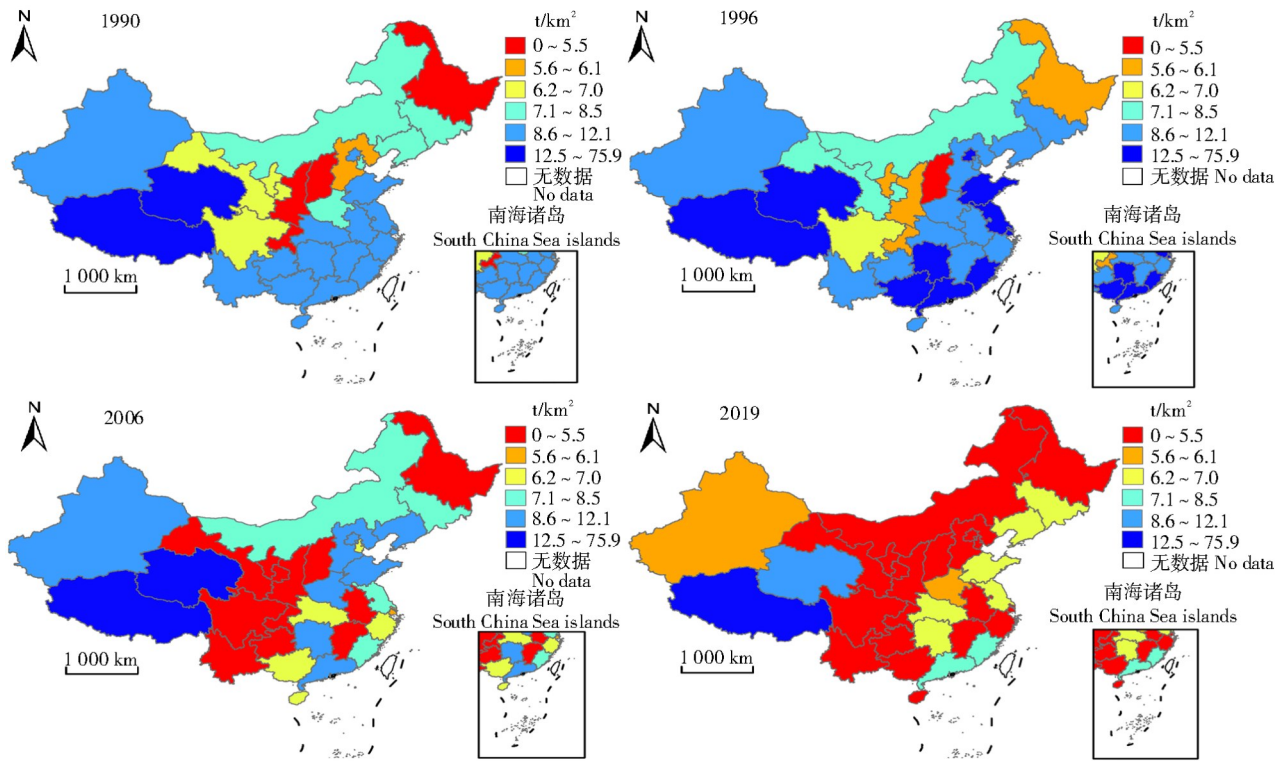 N
1990
t/km²
0 ~ 5.5
5.6 ~ 6.1
6.2 ~ 7.0
7.1 ~ 8.5
8.6 ~ 12.1
12.5 ~ 75.9
无数据
No data
南海诸岛
South China Sea islands
1 000 km
N
1996
t/km²
0 ~ 5.5
5.6 ~ 6.1
6.2 ~ 7.0
7.1 ~ 8.5
8.6 ~ 12.1
12.5 ~ 75.9
无数据 No data
南海诸岛
South China Sea islands
1 000 km
N
2006
t/km²
0 ~ 5.5
5.6 ~ 6.1
6.2 ~ 7.0
7.1 ~ 8.5
8.6 ~ 12.1
12.5 ~ 75.9
无数据
No data
南海诸岛
South China Sea islands
1 000 km
N
2019
t/km²
0 ~ 5.5
5.6 ~ 6.1
6.2 ~ 7.0
7.1 ~ 8.5
8.6 ~ 12.1
12.5 ~ 75.9
无数据 No data
南海诸岛
South China Sea islands
1 000 km